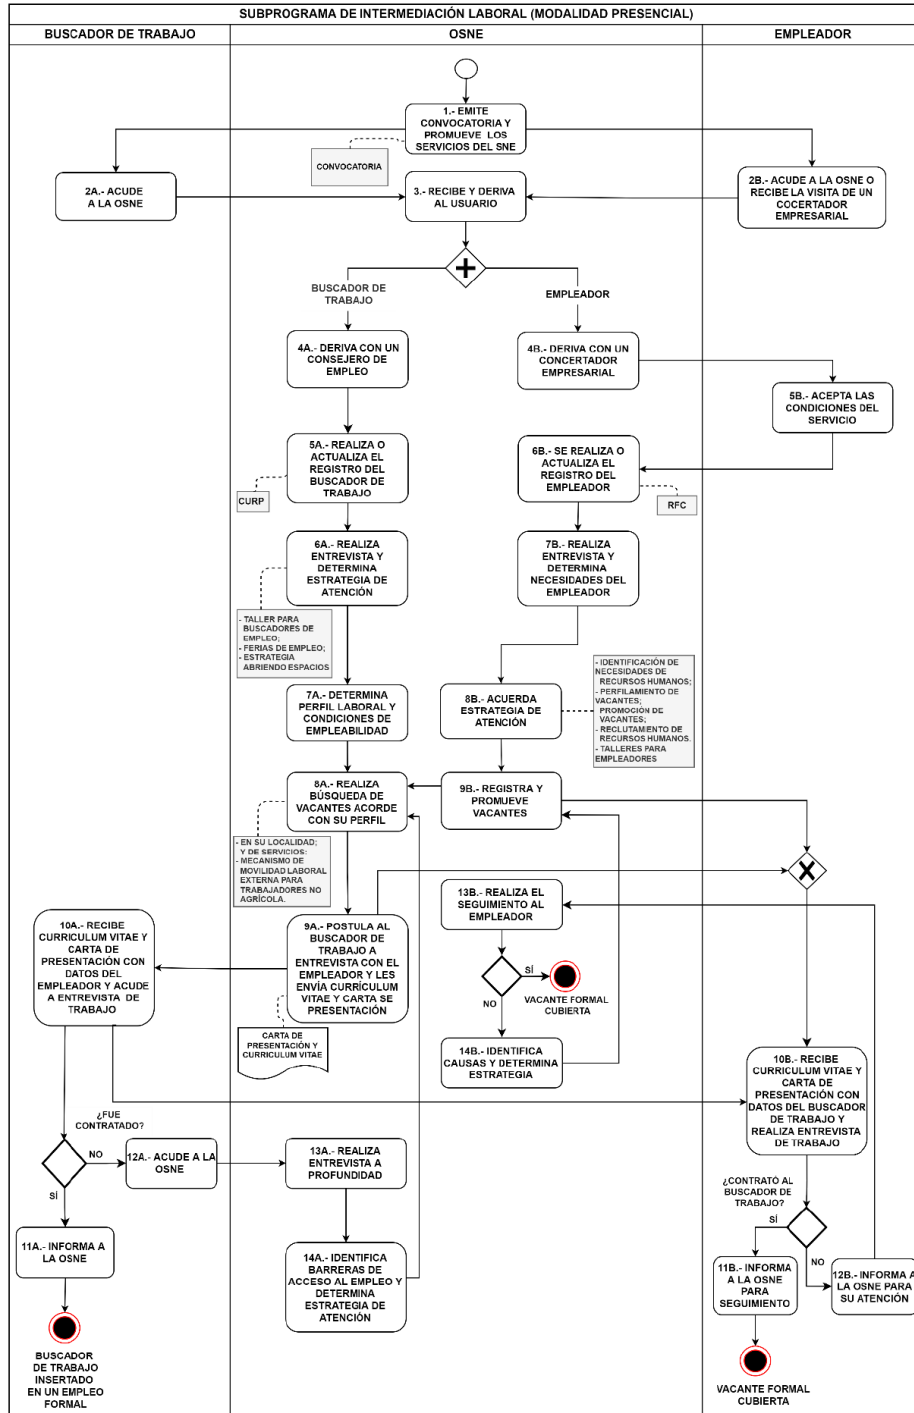 SUBPROGRAMA DE INTERMEDIACIÓN LABORAL (MODALIDAD PRESENCIAL)
BUSCADOR DE TRABAJO
OSNE
EMPLEADOR
1.- EMITE
CONVOCATORIA Y
PROMUEVE LOS
SERVICIOS DEL SNE
CONVOCATORIA
2A.- ACUDE
A LA OSNE
3.- RECIBE Y DERIVA
AL USUARIO
2B.- ACUDE A LA OSNE O
RECIBE LA VISITA DE UN
COCERTADOR
EMPRESARIAL
BUSCADOR DE
TRABAJO
EMPLEADOR
4A.- DERIVA CON UN
CONSEJERO DE
EMPLEO
4B.- DERIVA CON UN
CONCERTADOR
EMPRESARIAL
5B.- ACEPTA LAS
CONDICIONES DEL
SERVICIO
5A.- REALIZA O
ACTUALIZA EL
REGISTRO DEL
BUSCADOR DE
TRABAJO
CURP
6B.- SE REALIZA O
ACTUALIZA EL
REGISTRO DEL
EMPLEADOR
RFC
6A.- REALIZA
ENTREVISTA Y
DETERMINA
ESTRATEGIA DE
ATENCIÓN
7B.- REALIZA
ENTREVISTA Y
DETERMINA
NECESIDADES DEL
EMPLEADOR
- TALLER PARA
BUSCADORES DE
EMPLEO;
- FERIAS DE EMPLEO;
- ESTRATEGIA
ABRIENDO ESPACIOS
7A.- DETERMINA
PERFIL LABORAL Y
CONDICIONES DE
EMPLEABILIDAD
8B.- ACUERDA
ESTRATEGIA DE
ATENCIÓN
- IDENTIFICACIÓN DE
NECESIDADES DE
RECURSOS HUMANOS;
- PERFILAMIENTO DE
VACANTES;
PROMOCIÓN DE
VACANTES;
- RECLUTAMIENTO DE
RECURSOS HUMANOS.
- TALLERES PARA
EMPLEADORES
8A.- REALIZA
BÚSQUEDA DE
VACANTES ACORDE
CON SU PERFIL
9B.- REGISTRA Y
PROMUEVE
VACANTES
- EN SU LOCALIDAD;
Y DE SERVICIOS:
- MECANISMO DE
MOVILIDAD LABORAL
EXTERNA PARA
TRABAJADORES NO
AGRÍCOLA.
13B.- REALIZA EL
SEGUIMIENTO AL
EMPLEADOR
10A.- RECIBE
CURRICULUM VITAE Y
CARTA DE
PRESENTACIÓN CON
DATOS DEL
EMPLEADOR Y ACUDE
A ENTREVISTA DE
TRABAJO
9A.- POSTULA AL
BUSCADOR DE
TRABAJO A
ENTREVISTA CON EL
EMPLEADOR Y LES
ENVÍA CURRÍCULUM
VITAE Y CARTA SE
PRESENTACIÓN
SÍ
NO
VACANTE FORMAL
CUBIERTA
CARTA DE
PRESENTACIÓN Y
CURRICULUM VITAE
14B.- IDENTIFICA
CAUSAS Y DETERMINA
ESTRATEGIA
10B.- RECIBE
CURRICULUM VITAE Y
CARTA DE
PRESENTACIÓN CON
DATOS DEL BUSCADOR
DE TRABAJO Y
REALIZA ENTREVISTA
DE TRABAJO
¿FUE
CONTRATADO?
NO
SÍ
12A.- ACUDE A LA
OSNE
13A.- REALIZA
ENTREVISTA A
PROFUNDIDAD
¿CONTRATÓ AL
BUSCADOR DE
TRABAJO?
SÍ
NO
11A.- INFORMA A
LA OSNE
14A.- IDENTIFICA
BARRERAS DE
ACCESO AL EMPLEO Y
DETERMINA
ESTRATEGIA DE
ATENCIÓN
11B.- INFORMA
A LA OSNE
PARA
SEGUIMIENTO
12B.- INFORMA A
LA OSNE PARA
SU ATENCIÓN
BUSCADOR
DE TRABAJO
INSERTADO
EN UN EMPLEO
FORMAL
VACANTE FORMAL
CUBIERTA